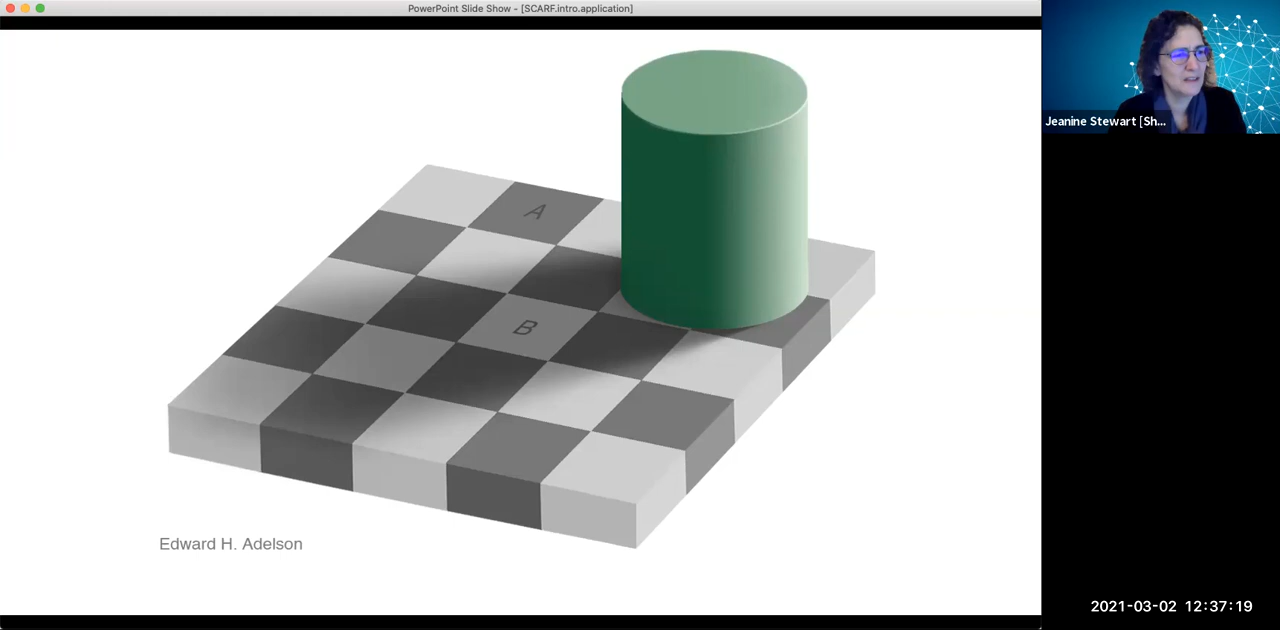 PowerPoint Slide Show - [SCARF.intro.application]
Jeanine Stewart [Sh...
A
B
Edward H. Adelson
2021-03-02 12:37:19